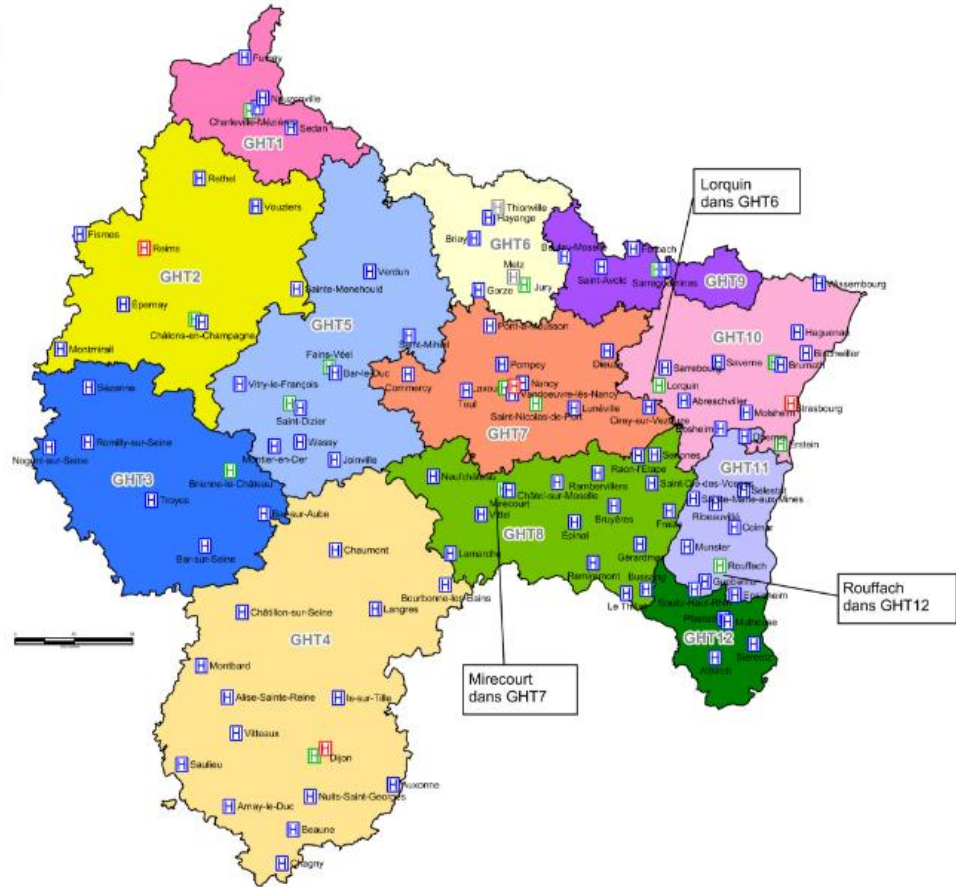 Fumay
Nouzonville
Charleville-Mézières
Sedan
GHT1
Rethel
Vouziers
Fismes
Reims
GHT2
Épernay
Châlons-en-Champagne
Montmirail
Verdun
Sainte-Menehould
GHT5
Saint-Mihiel
Fains-Véel
Bar-le-Duc
Vitry-le-François
Commercy
Saint-Dizier
Wassy
Montier-en-Der
Joinville
Thionville
Hayange
Briey
GHT6
Metz
Jury
Gorze
Lorquin
dans GHT6
Forbach
Saint-Avold
Sarreguemines
GHT9
Wissembourg
GHT10
Haguenau
Bischwiller
Saverne
Brumath
Sarrebourg
Lorquin
Abreschviller
Strasbourg
Molsheim
Erstein
Pont-à-Mousson
Dieuze
Pompey
Nancy
Laxou
Vandoeuvre-lès-Nancy
Toul
Saint-Nicolas-de-Port
Lunéville
Cirey-sur-Vezouze
GHT7
Sézanne
Romilly-sur-Seine
Nogent-sur-Seine
Brienne-le-Château
GHT3
Troyes
Bar-sur-Aube
Bar-sur-Seine
Senones
Raon-l'Étape
Neufchâteau
Rambervillers
Saint-Dié-des-Vosges
Châtel-sur-Moselle
Mirecourt
Vittel
Bruyères
Fraize
GHT8
Épinal
Gérardmer
Lamarche
Remiremont
Bussang
Le Thillot
GHT11
Obernai
Sélestat
Sainte-Marie-aux-Mines
Ribeauvillé
Colmar
Munster
Rouffach
Guebwiller
Ensisheim
Rouffach
dans GHT12
Mulhouse
GHT12
Sierentz
Altkirch
Chaumont
Bourbonne-les-Bains
Langres
Châtillon-sur-Seine
GHT4
Mirecourt
dans GHT7
Montbard
Alise-Sainte-Reine
Is-sur-Tille
Vitteaux
Dijon
Saulieu
Auxonne
Nuits-Saint-Georges
Arnay-le-Duc
Beaune
Chagny